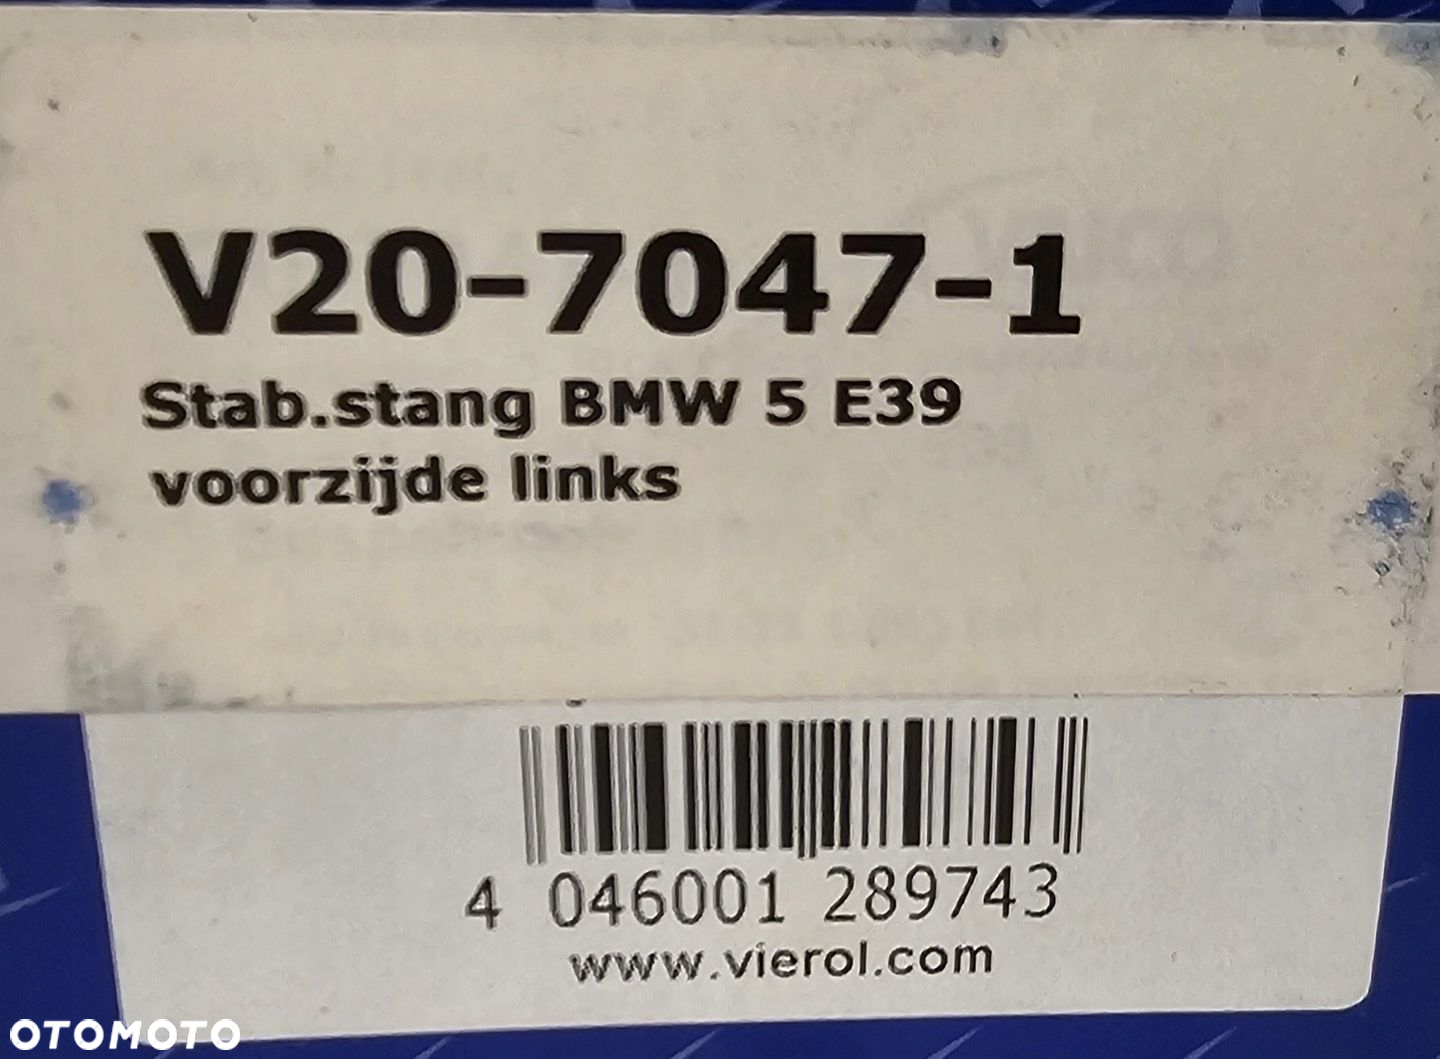 V20-7047-1
Stab.stang BMW 5 E39
voorzijde links
4 046001 289743
www.vierol.com
OTOMOTO